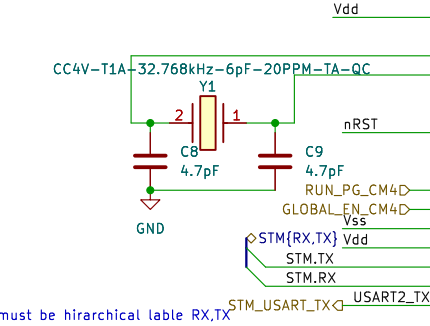 Vdd
CC4V-T1A-32.768kHz-6pF-20PPM-TA-QC
Y1
2
1
nRST
C8
4.7pF
C9
4.7pF
RUN_PG_CM4
GLOBAL_EN_CM4
Vss
GND
STM{RX,TX}
Vdd
STM.TX
STM.RX
USART2_TX
STM_USART_TX
must be hirarchical lable RX,TX